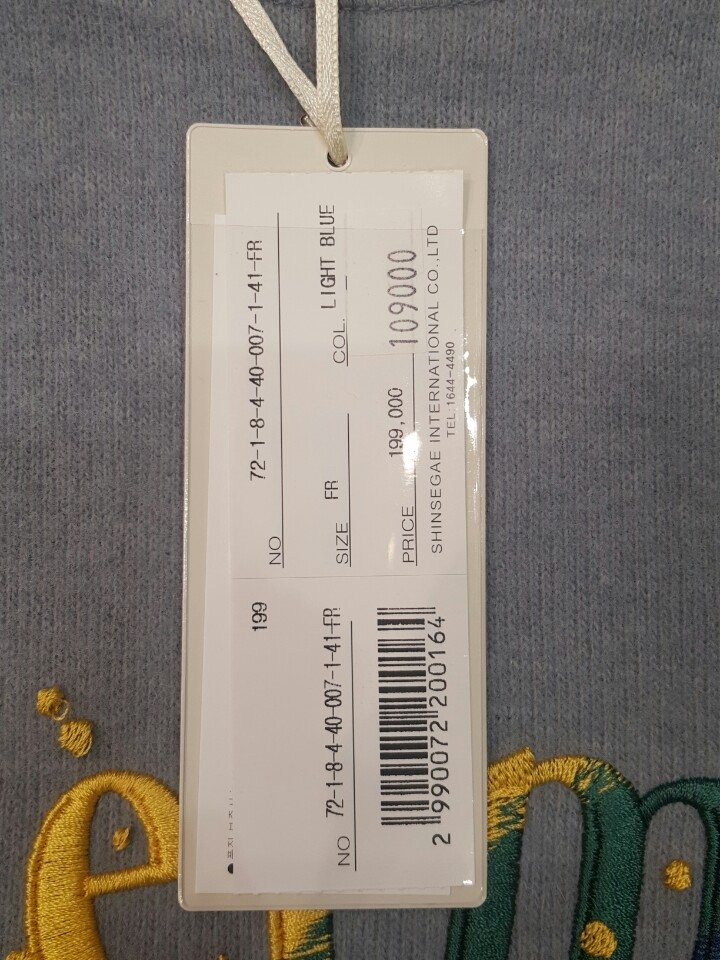 NO 72-1-8-4-40-007-1-41-FR
SIZE FR COL. LIGHT BLUE
PRICE 199,000 109000
SHINSEGAE INTERNATIONAL CO.,LTD
TEL:1644-4490
199
NO 72-1-8-4-40-007-1-41-FR
2 990072 200164